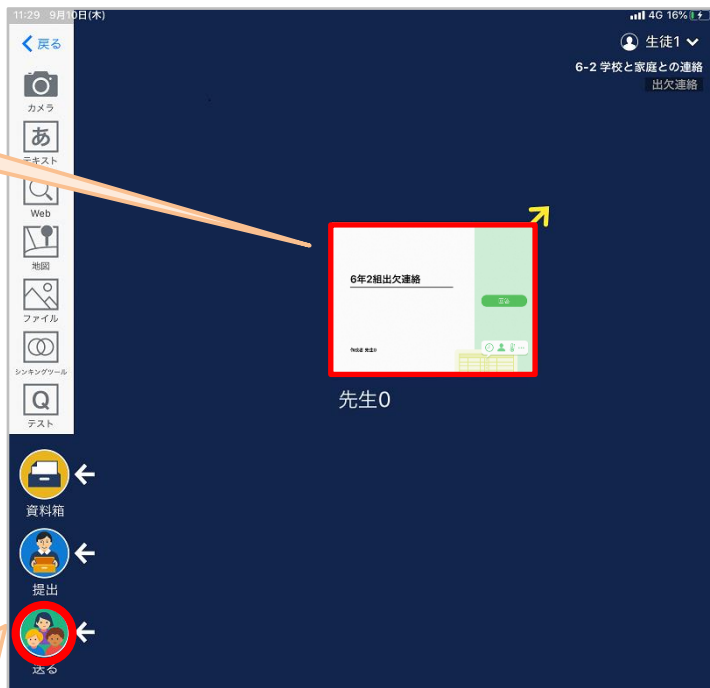 11:29 9月10日(木)
4G 16%
戻る
生徒1
6-2 学校と家庭との連絡
出欠連絡
カメラ
あ
テキスト
Web
地図
ファイル
シンキングツール
Q
テスト
6年2組出欠連絡
先生0
資料箱
提出
送る